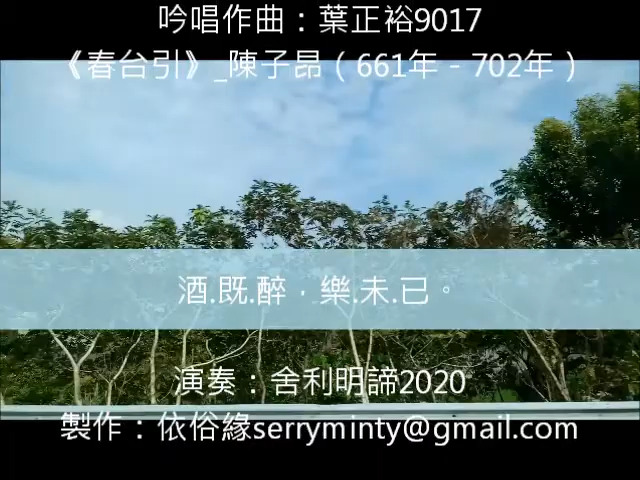 吟唱作曲：葉正裕9017
《春台引》_陳子昂（661年－702年）
酒.既.醉，樂.未.已。
演奏：舍利明諦2020
製作：依俗緣serryminty@gmail.com